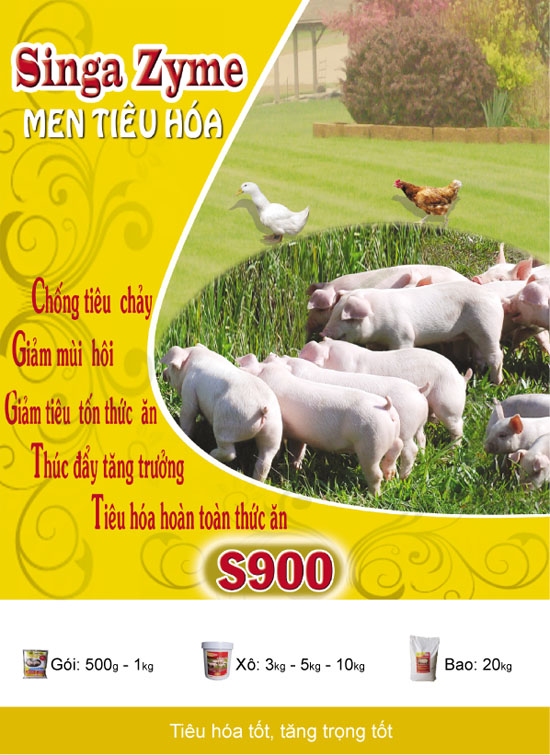 Singa Zyme
MEN TIÊU HÓA
Chống tiêu chảy
Giảm mùi hôi
Giảm tiêu tốn thức ăn
Thúc đẩy tăng trưởng
Tiêu hóa hoàn toàn thức ăn
S900
Gói: 500g - 1kg
Xô: 3kg - 5kg - 10kg
Bao: 20kg
Tiêu hóa tốt, tăng trọng tốt